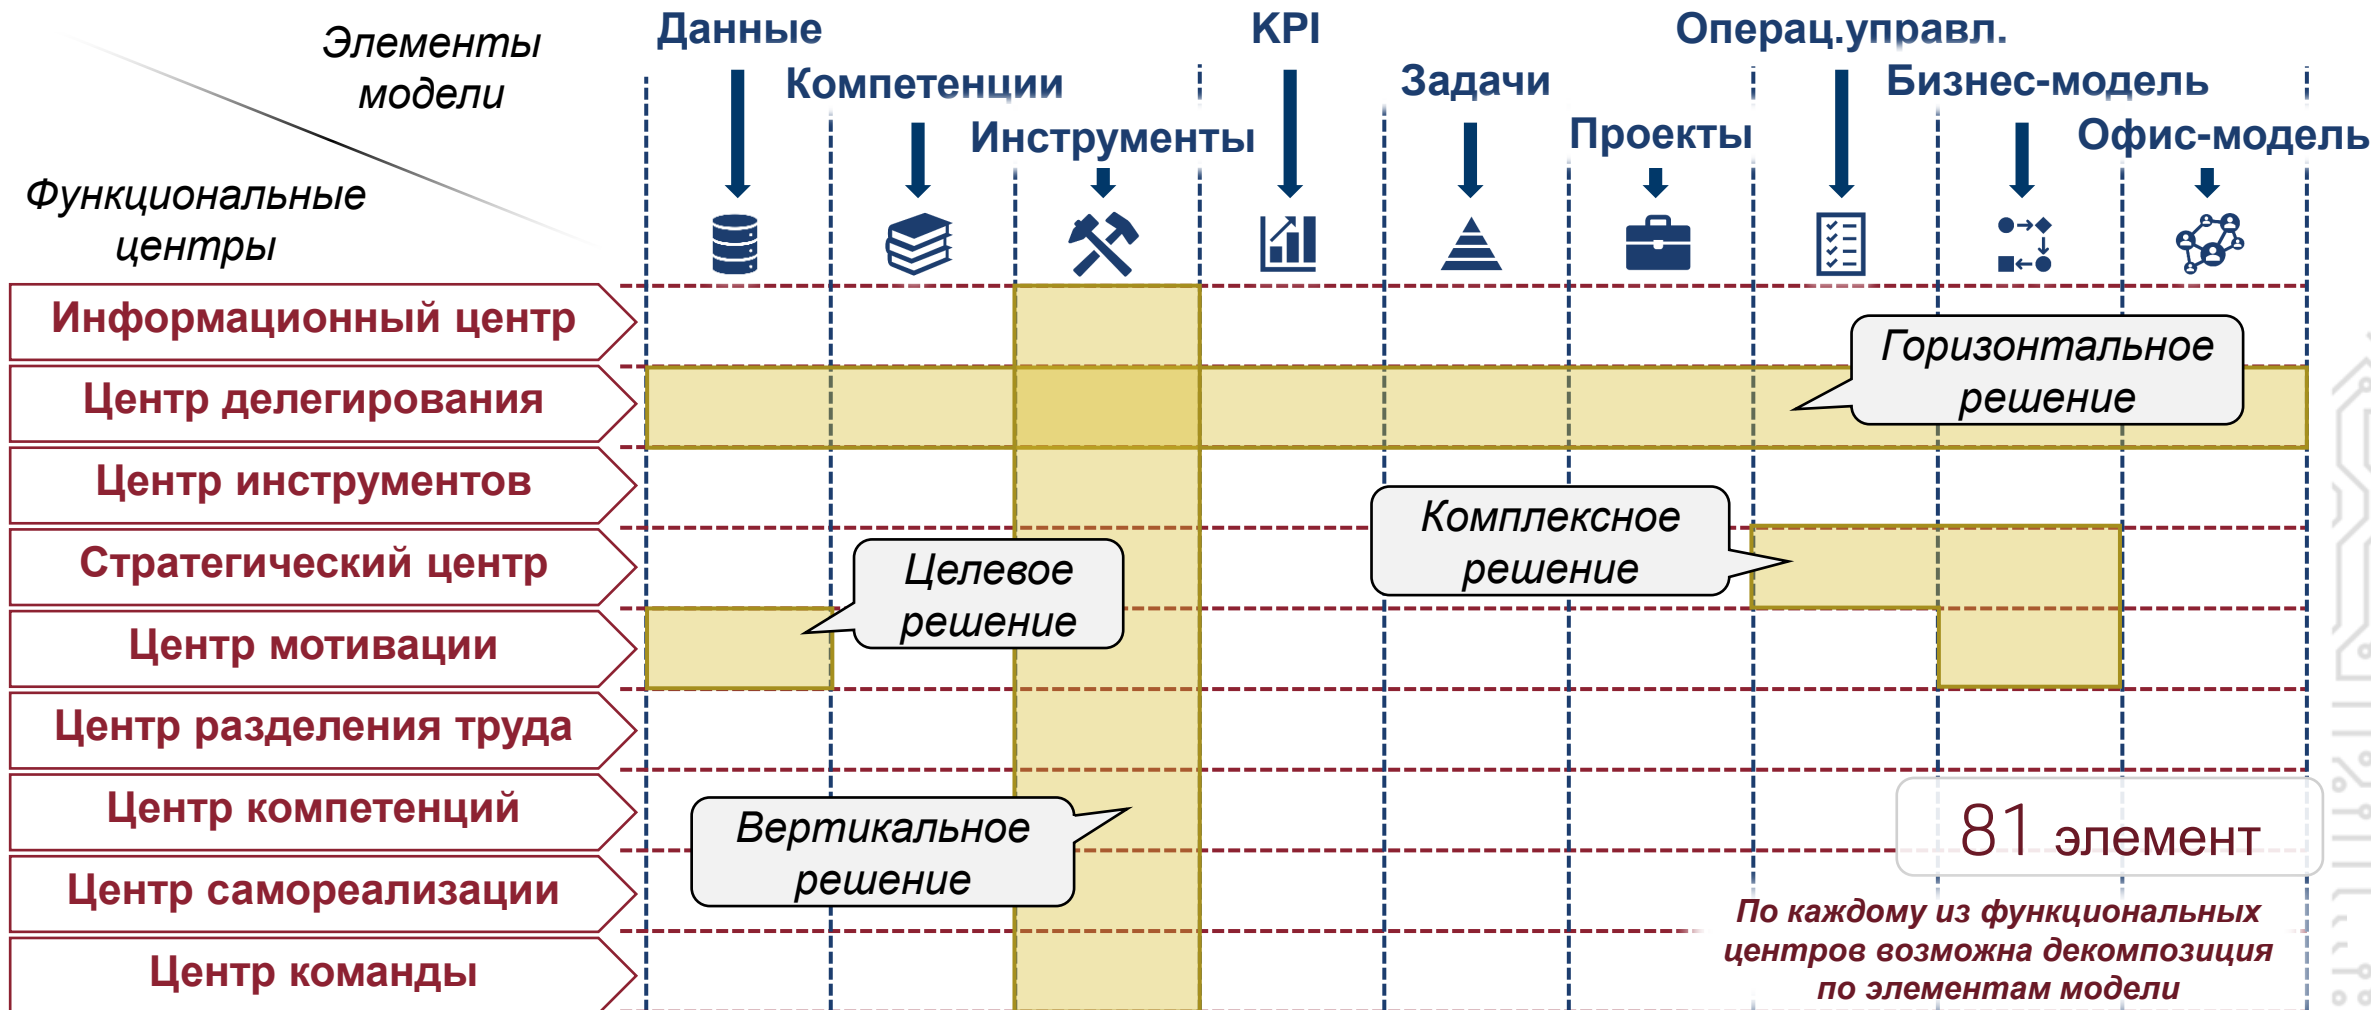 Элементы
модели
Функциональные
центры
Данные
Компетенции
Инструменты
KPI
Задачи
Проекты
Операц.управл.
Бизнес-модель
Офис-модель
Информационный центр
Центр делегирования
Центр инструментов
Стратегический центр
Центр мотивации
Центр разделения труда
Центр компетенций
Центр самореализации
Центр команды
Горизонтальное
решение
Комплексное
решение
Целевое
решение
Вертикальное
решение
81 элемент
По каждому из функциональных
центров возможна декомпозиция
по элементам модели